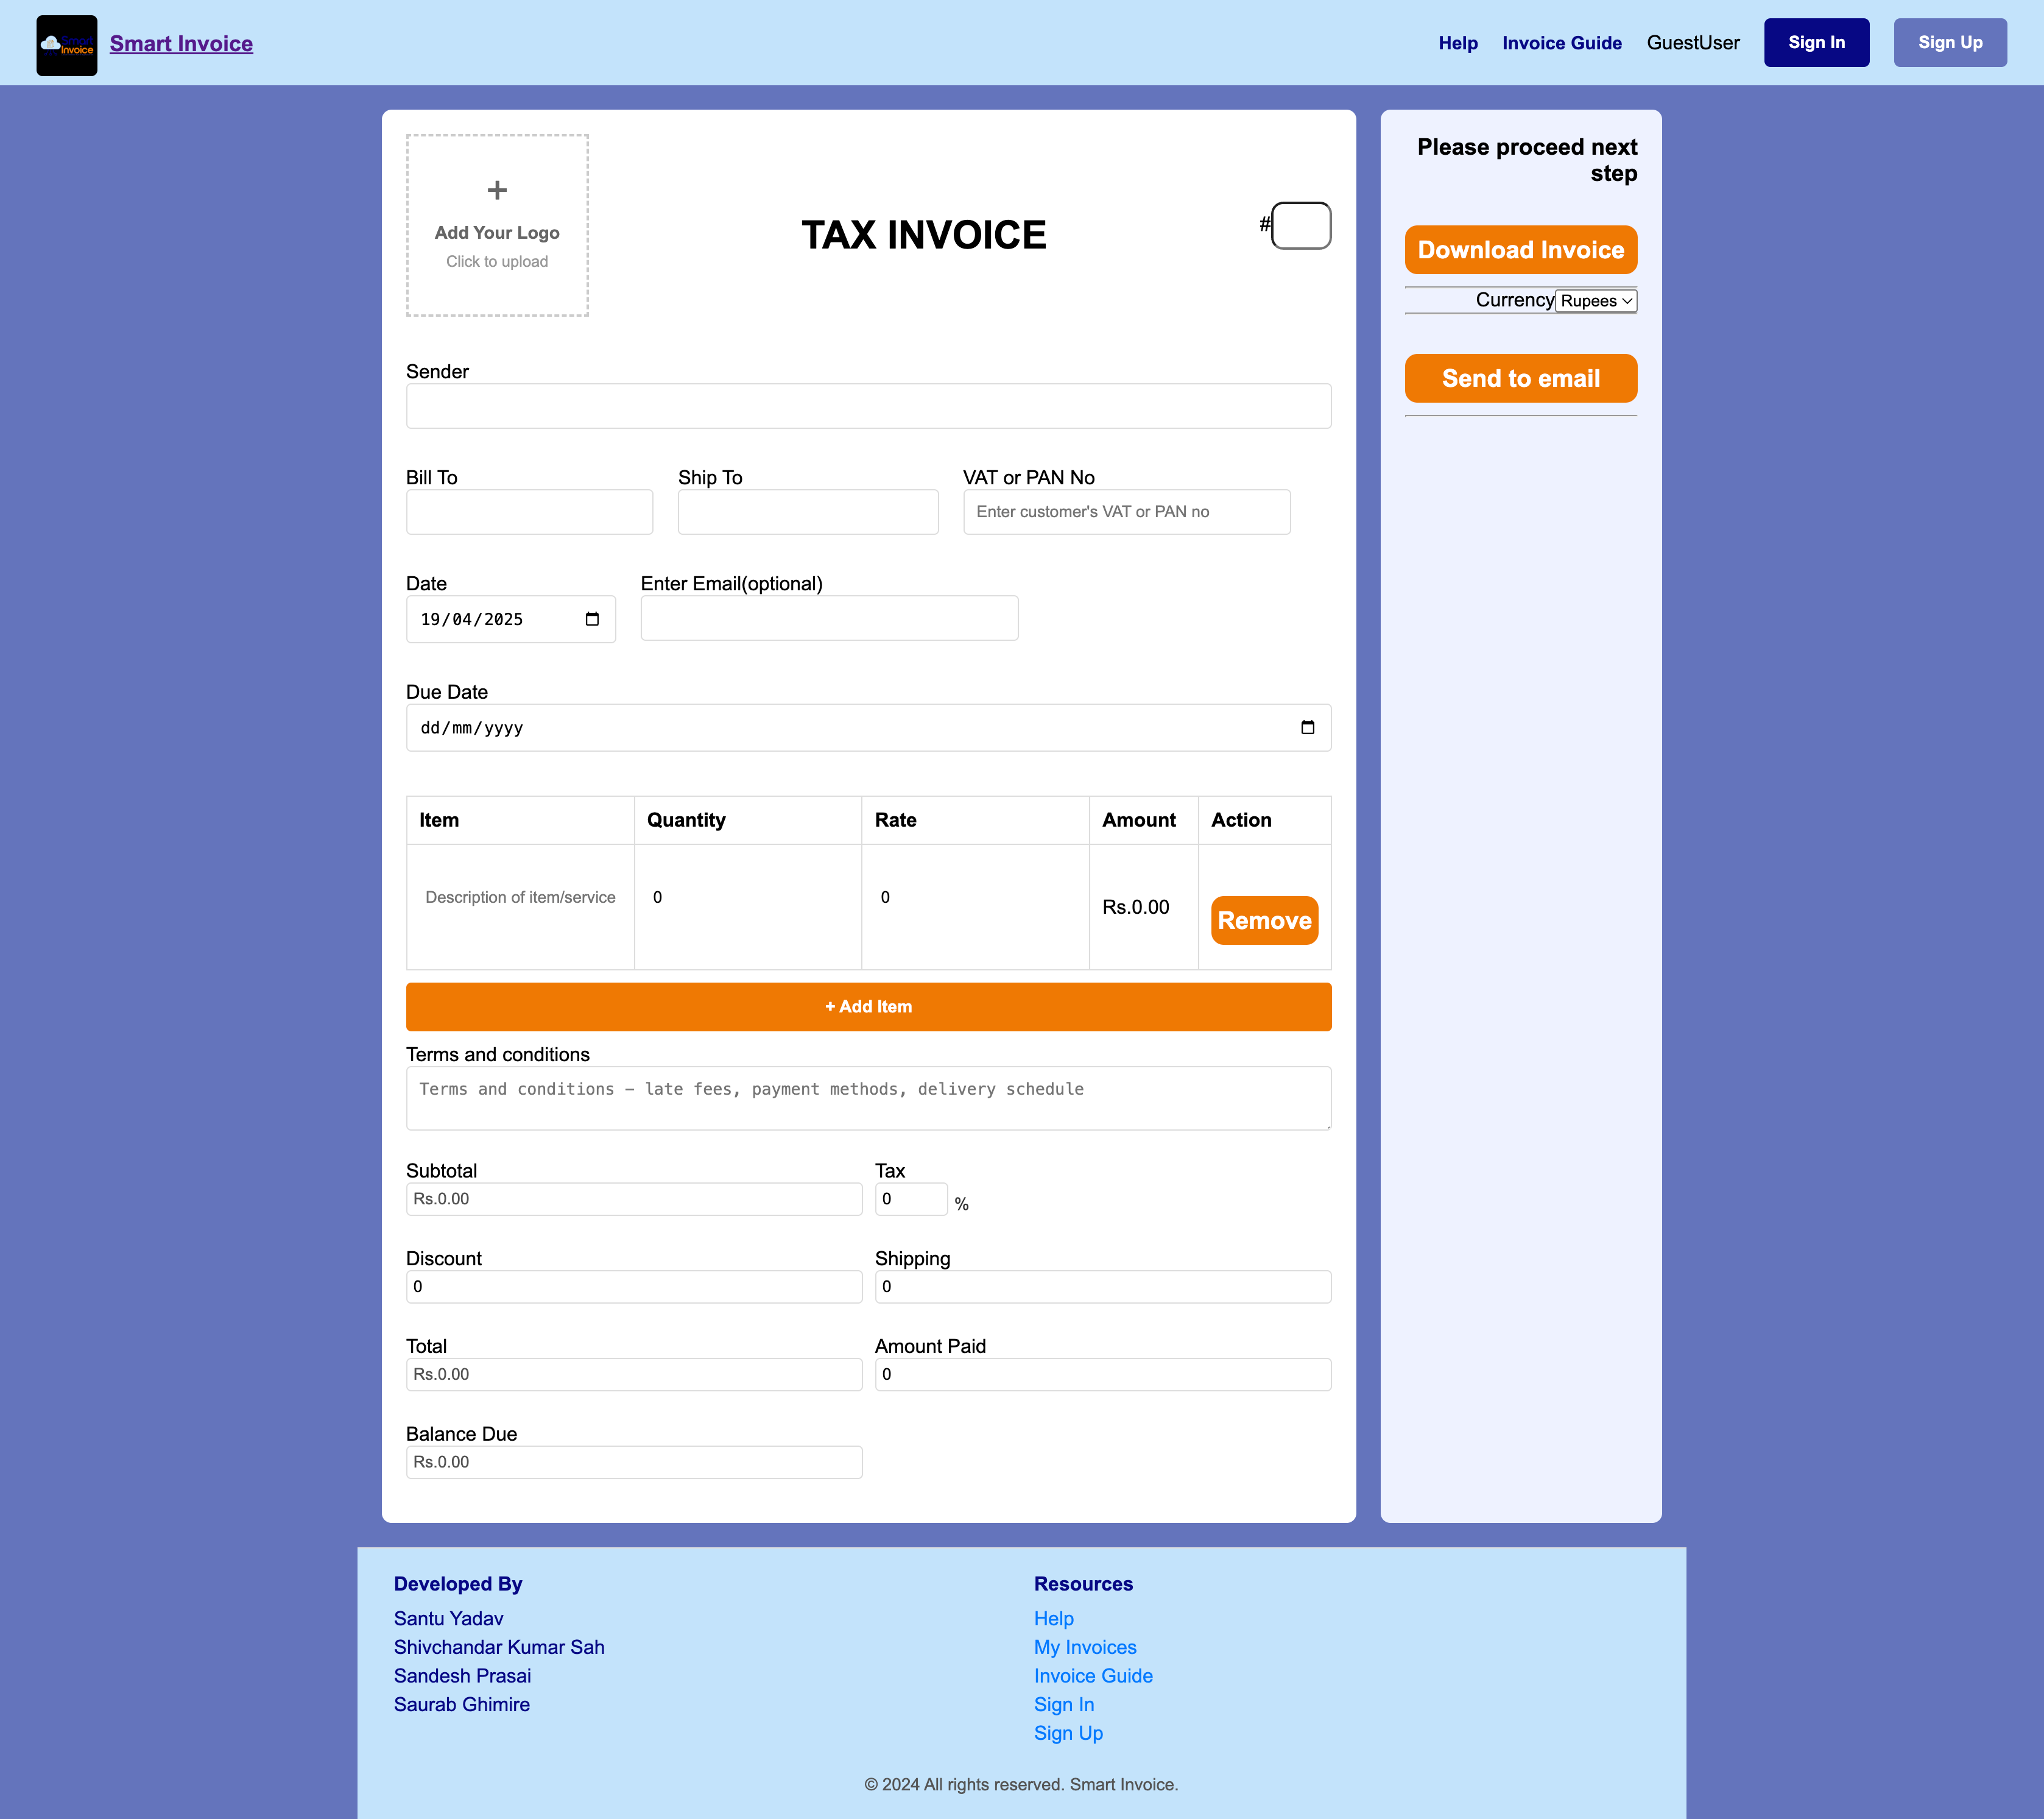 Smart
Invoice
Smart Invoice
Help
Invoice Guide
GuestUser
Sign In
Sign Up
+
Add Your Logo
Click to upload
TAX INVOICE
#
Please proceed next
step
Download Invoice
Currency Rupees
Send to email
Sender
Bill To
Ship To
VAT or PAN No
Enter customer's VAT or PAN no
Date
Enter Email(optional)
19/04/2025
Due Date
dd/mm/yyyy
Item Quantity Rate Amount Action
Description of item/service 0 0 Rs.0.00 Remove
+ Add Item
Terms and conditions
Terms and conditions - late fees, payment methods, delivery schedule
Subtotal
Tax
Rs.0.00
0 %
Discount
Shipping
0
0
Total
Amount Paid
Rs.0.00
0
Balance Due
Rs.0.00
Developed By
Santu Yadav
Shivchandar Kumar Sah
Sandesh Prasai
Saurab Ghimire
Resources
Help
My Invoices
Invoice Guide
Sign In
Sign Up
© 2024 All rights reserved. Smart Invoice.